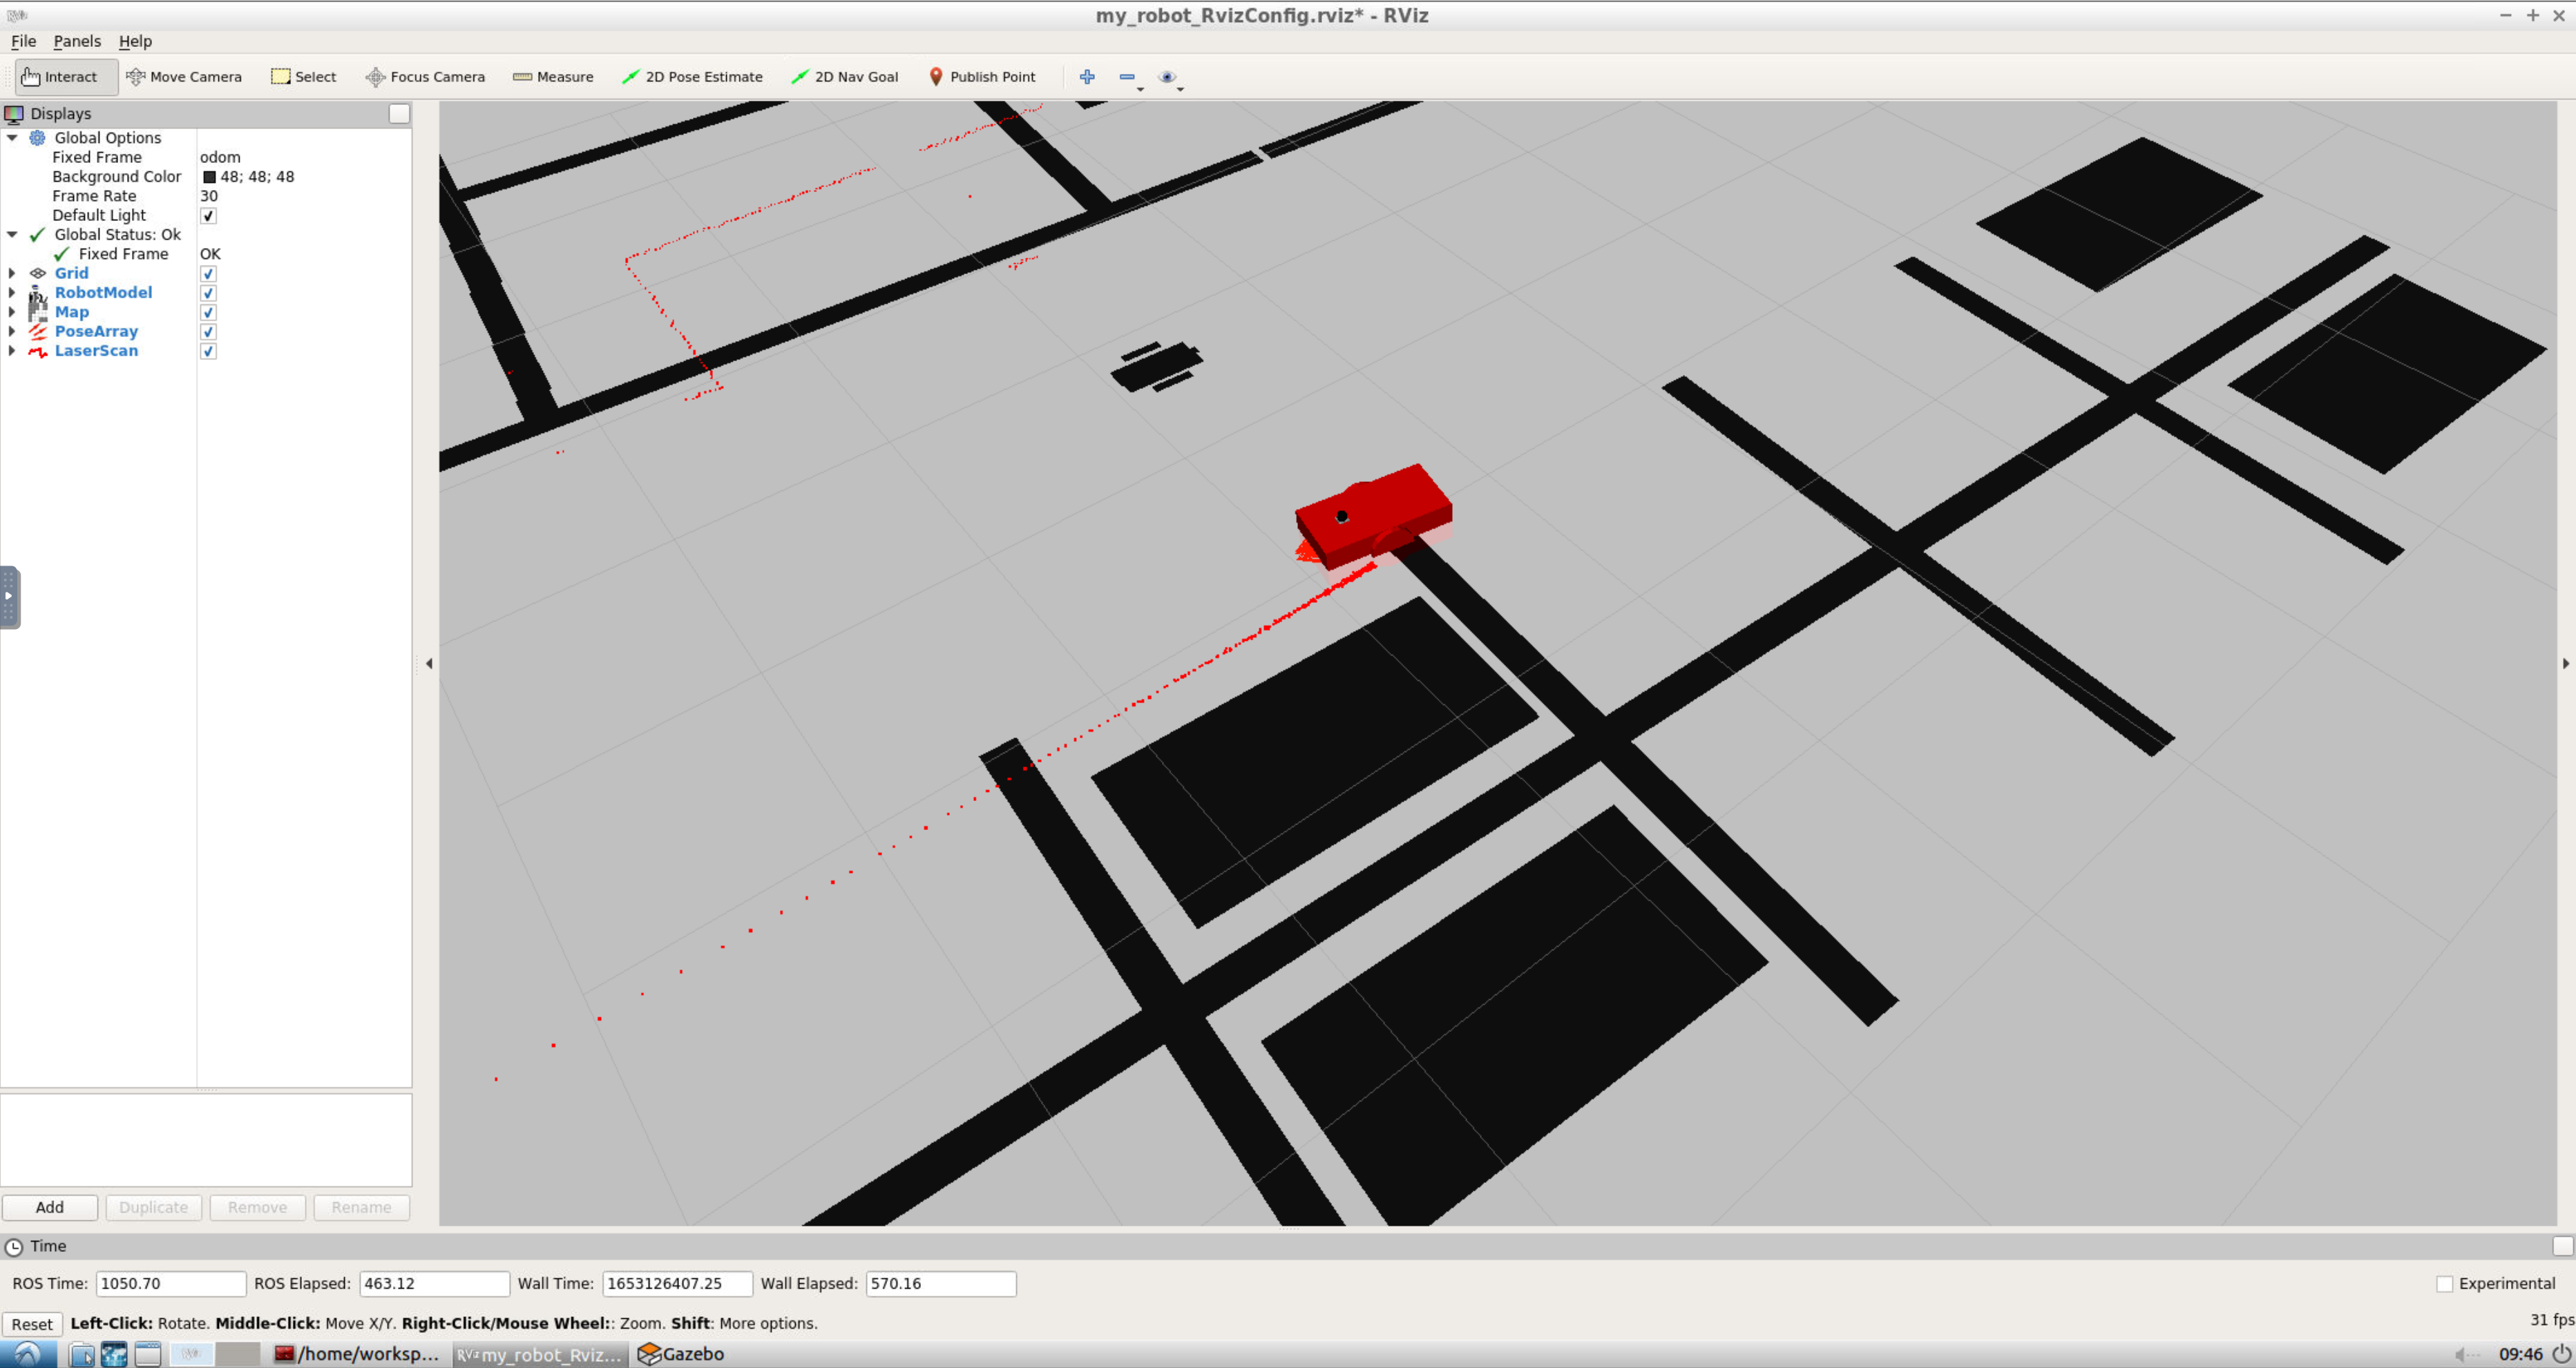 my_robot_RvizConfig.rviz* - RViz
File Panels Help
Interact Move Camera Select Focus Camera Measure 2D Pose Estimate 2D Nav Goal Publish Point
Displays
Global Options
Fixed Frame odom
Background Color 48; 48; 48
Frame Rate 30
Default Light
Global Status: Ok
Fixed Frame OK
Grid
RobotModel
Map
PoseArray
LaserScan
Add Duplicate Remove Rename
Time
ROS Time: 1050.70 ROS Elapsed: 463.12 Wall Time: 1653126407.25 Wall Elapsed: 570.16 Experimental
Reset Left-Click: Rotate. Middle-Click: Move X/Y. Right-Click/Mouse Wheel:: Zoom. Shift: More options. 31 fps
/home/worksp... my_robot_Rviz... Gazebo 09:46